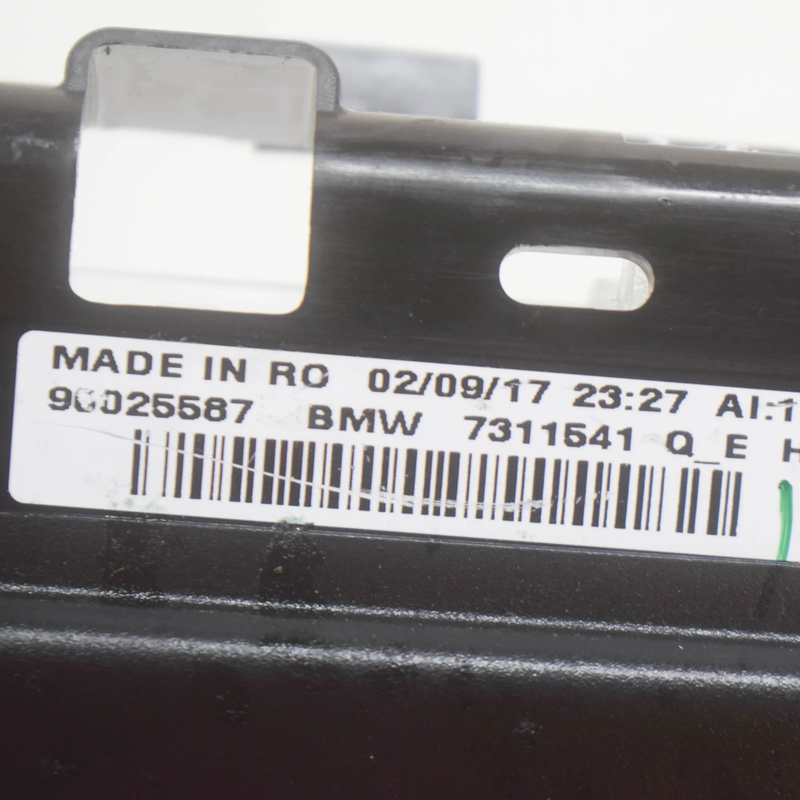 MADE IN RO 02/09/17 23:27 AI:1
90025587 BMW 7311541 Q_E H